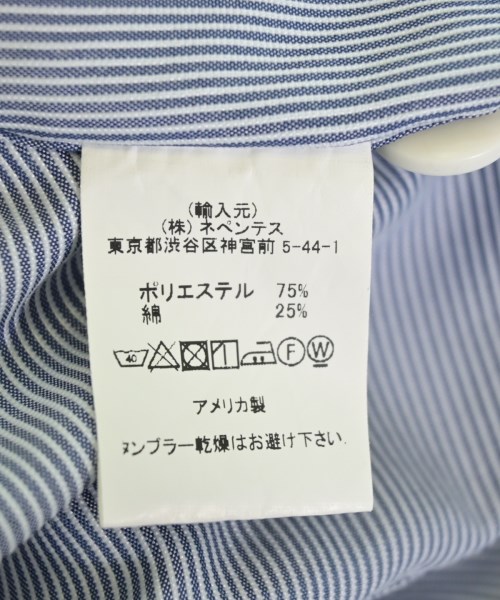 (輸入元)
(株) ネペンテス
東京都渋谷区神宮前 5-44-1
ポリエステル 75%
綿 25%
40 F W
アメリカ製
タンブラー乾燥はお避け下さい.